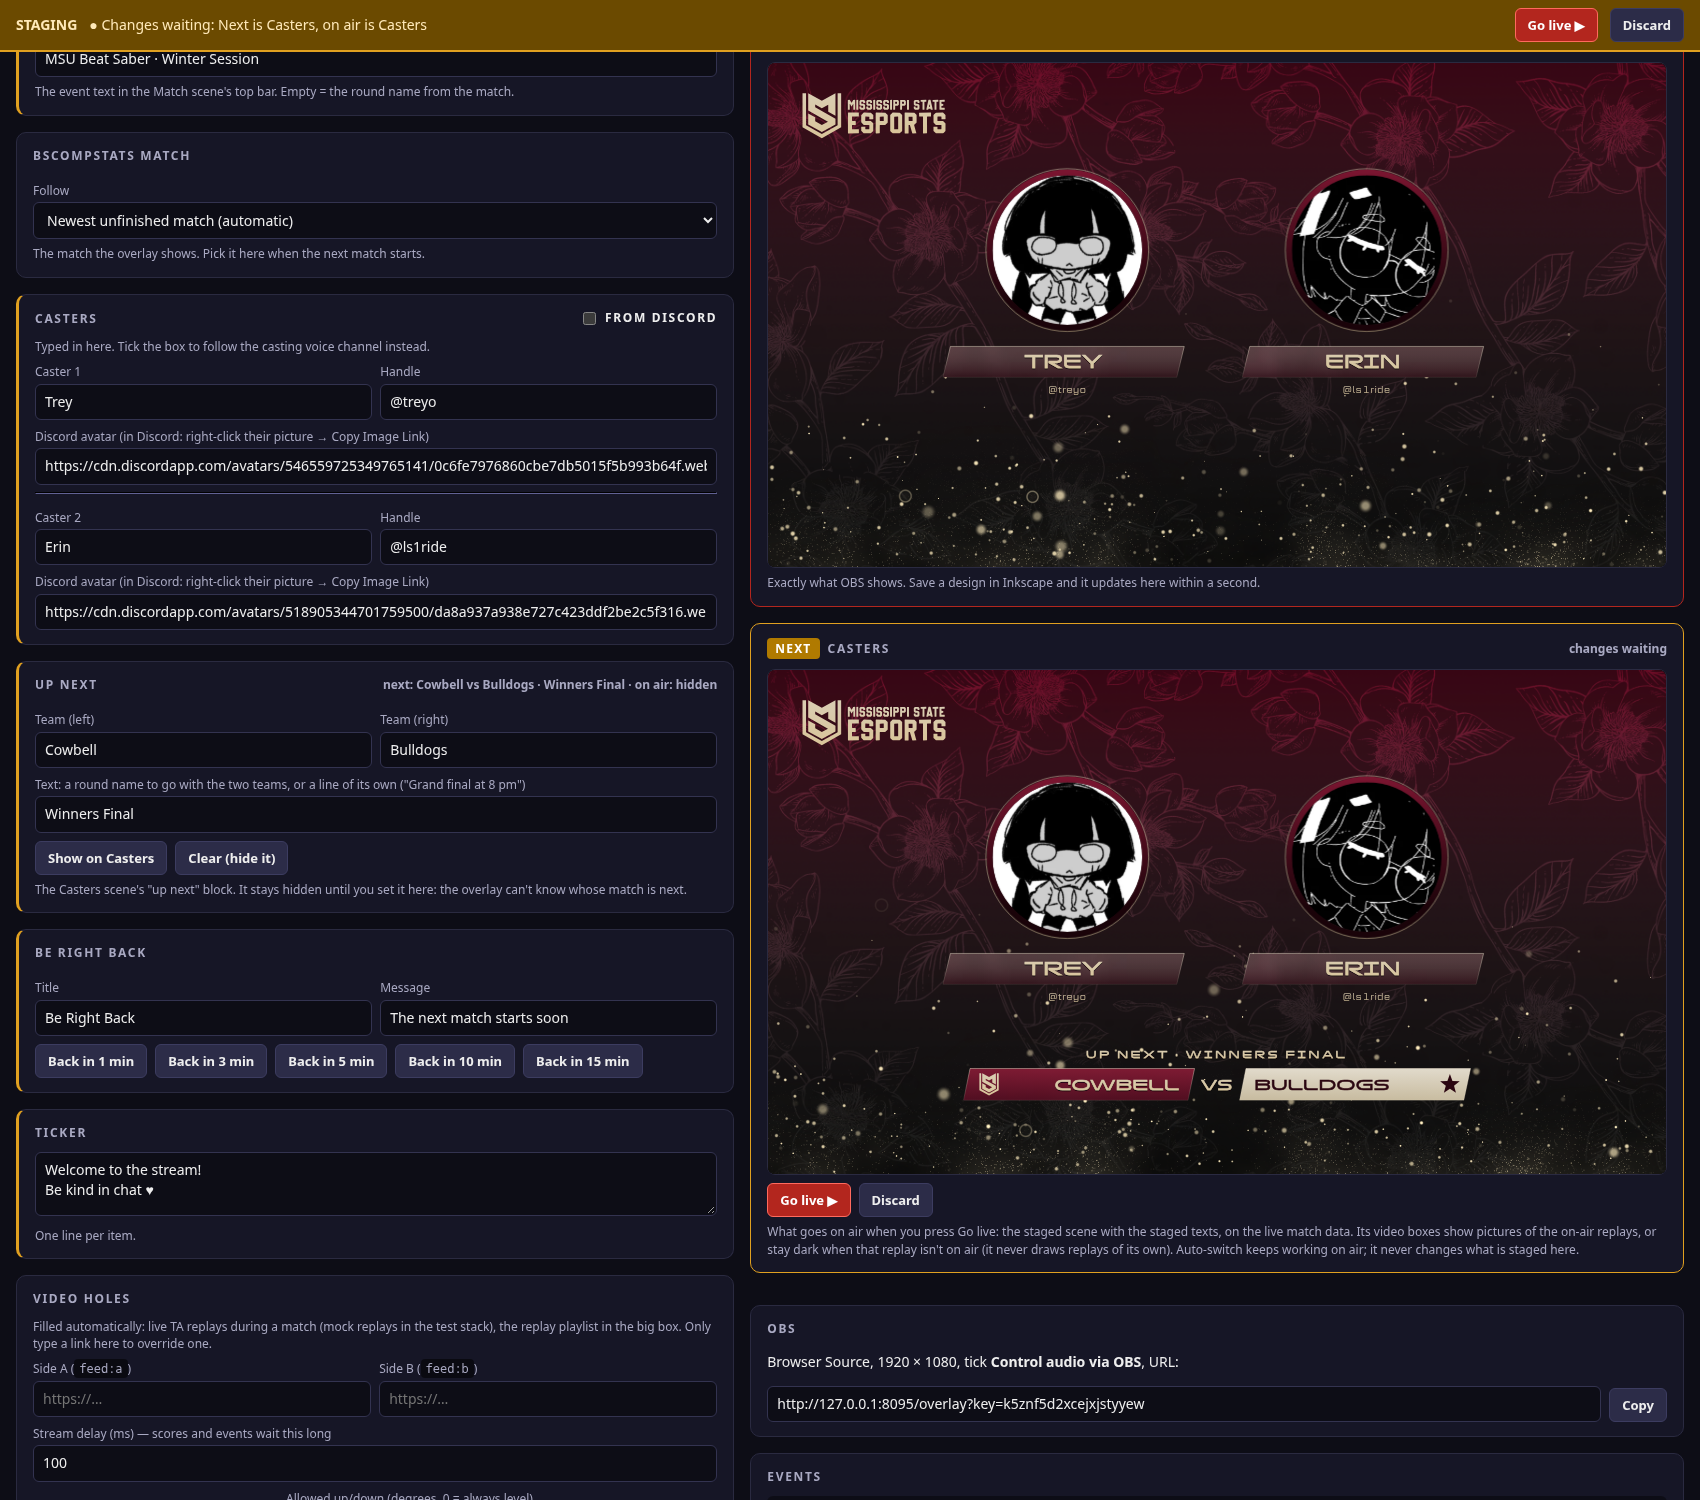 STAGING ● Changes waiting: Next is Casters, on air is Casters
Go live ▶
Discard
MSU Beat Saber · Winter Session
The event text in the Match scene's top bar. Empty = the round name from the match.
BSCOMPSTATS MATCH
Follow
Newest unfinished match (automatic)
The match the overlay shows. Pick it here when the next match starts.
CASTERS
FROM DISCORD
Typed in here. Tick the box to follow the casting voice channel instead.
Caster 1
Handle
Trey
@treyo
Discord avatar (in Discord: right-click their picture → Copy Image Link)
https://cdn.discordapp.com/avatars/546559725349765141/0c6fe7976860cbe7db5015f5b993b64f.wel
Caster 2
Handle
Erin
@ls1ride
Discord avatar (in Discord: right-click their picture → Copy Image Link)
https://cdn.discordapp.com/avatars/518905344701759500/da8a937a938e727c423ddf2be2c5f316.we
UP NEXT
next: Cowbell vs Bulldogs · Winners Final · on air: hidden
Team (left)
Team (right)
Cowbell
Bulldogs
Text: a round name to go with the two teams, or a line of its own ("Grand final at 8 pm")
Winners Final
Show on Casters
Clear (hide it)
The Casters scene's "up next" block. It stays hidden until you set it here: the overlay can't know whose match is next.
BE RIGHT BACK
Title
Message
Be Right Back
The next match starts soon
Back in 1 min
Back in 3 min
Back in 5 min
Back in 10 min
Back in 15 min
TICKER
Welcome to the stream!
Be kind in chat ♥
One line per item.
VIDEO HOLES
Filled automatically: live TA replays during a match (mock replays in the test stack), the replay playlist in the big box. Only
type a link here to override one.
Side A ( feed:a )
Side B ( feed:b )
https://...
https://...
Stream delay (ms) — scores and events wait this long
100
Allowed up/down (degrees, 0 = always level)
MISSISSIPPI STATE
ESPORTS
TREY
ERIN
@treyo
@ls1ride
Exactly what OBS shows. Save a design in Inkscape and it updates here within a second.
NEXT CASTERS
changes waiting
MISSISSIPPI STATE
ESPORTS
TREY
ERIN
@treyo
@ls1ride
UP NEXT · WINNERS FINAL
COWBELL VS BULLDOGS
Go live ▶
Discard
What goes on air when you press Go live: the staged scene with the staged texts, on the live match data. Its video boxes show pictures of the on-air replays, or
stay dark when that replay isn't on air (it never draws replays of its own). Auto-switch keeps working on air; it never changes what is staged here.
OBS
Browser Source, 1920 × 1080, tick Control audio via OBS, URL:
http://127.0.0.1:8095/overlay?key=k5znf5d2xcejxjstyyew
Copy
EVENTS